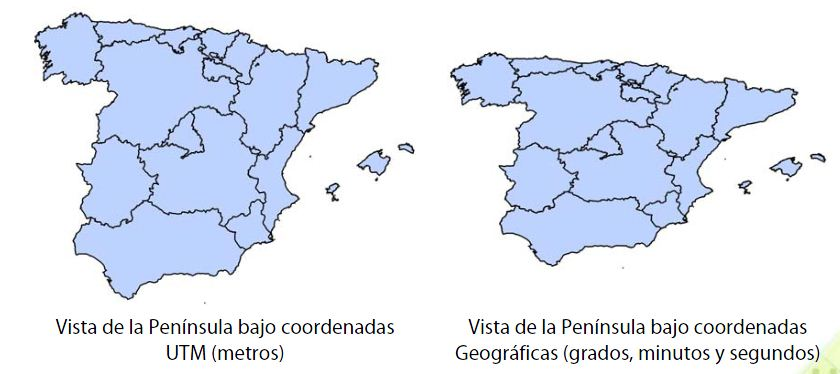 Vista de la Península bajo coordenadas
UTM (metros)
Vista de la Península bajo coordenadas
Geográficas (grados, minutos y segundos)